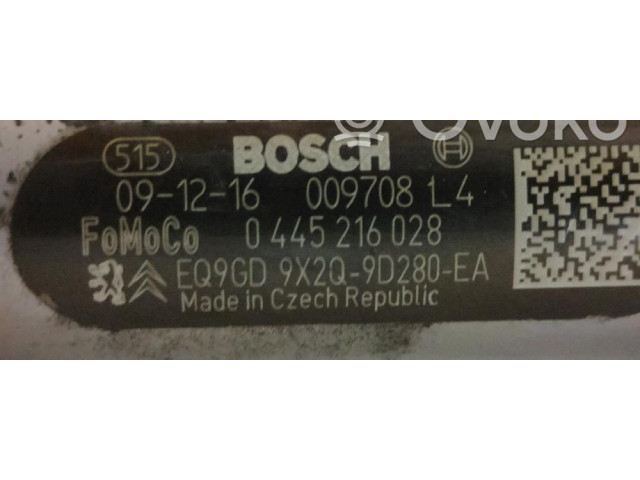 © Ovoko
515 BOSCH
09-12-16 009708 L4
FoMoCo 0 445 216 028
EQ9GD 9X2Q-9D280-EA
Made in Czech Republic